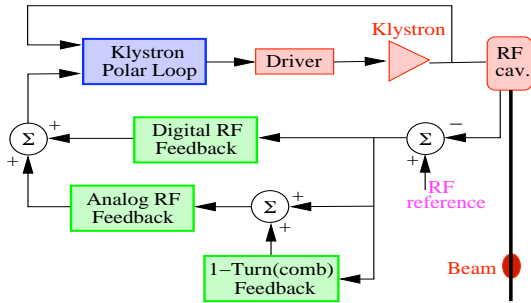 Klystron
Klystron
Polar Loop
Driver
RF
cav.
Σ
+
+
Digital RF
Feedback
Σ
−
+
RF
reference
Analog RF
Feedback
Σ
+
+
1−Turn(comb)
Feedback
Beam